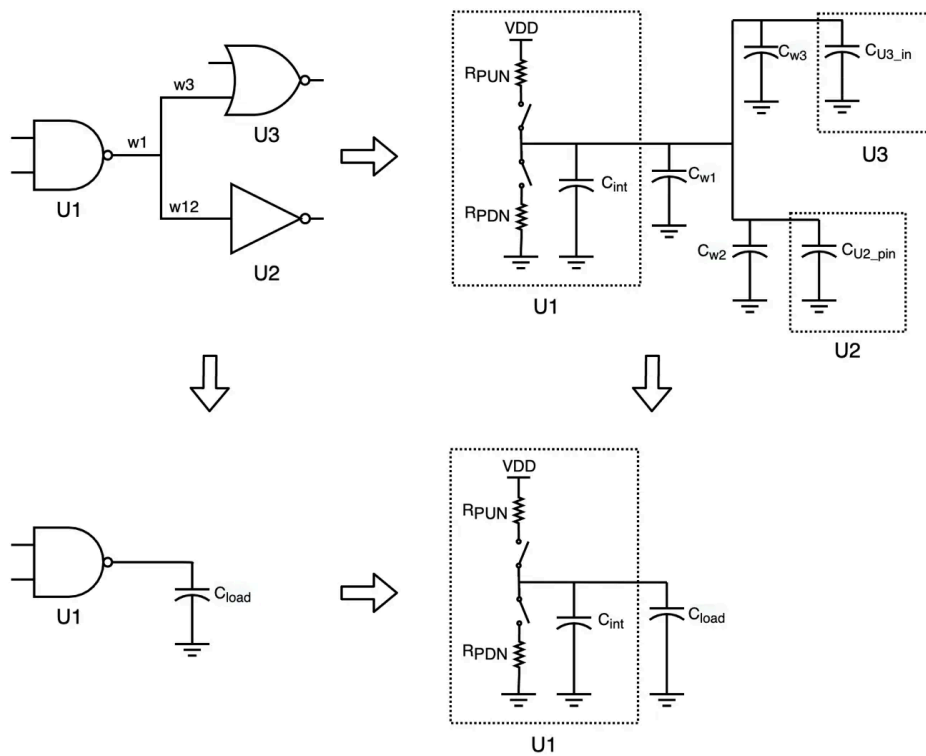 w1
w3
w12
U1
U3
U2
VDD
RPUN
RPDN
Cint
U1
Cw1
Cw3
CU3_in
U3
Cw2
CU2_pin
U2
U1
Cload
VDD
RPUN
RPDN
Cint
Cload
U1